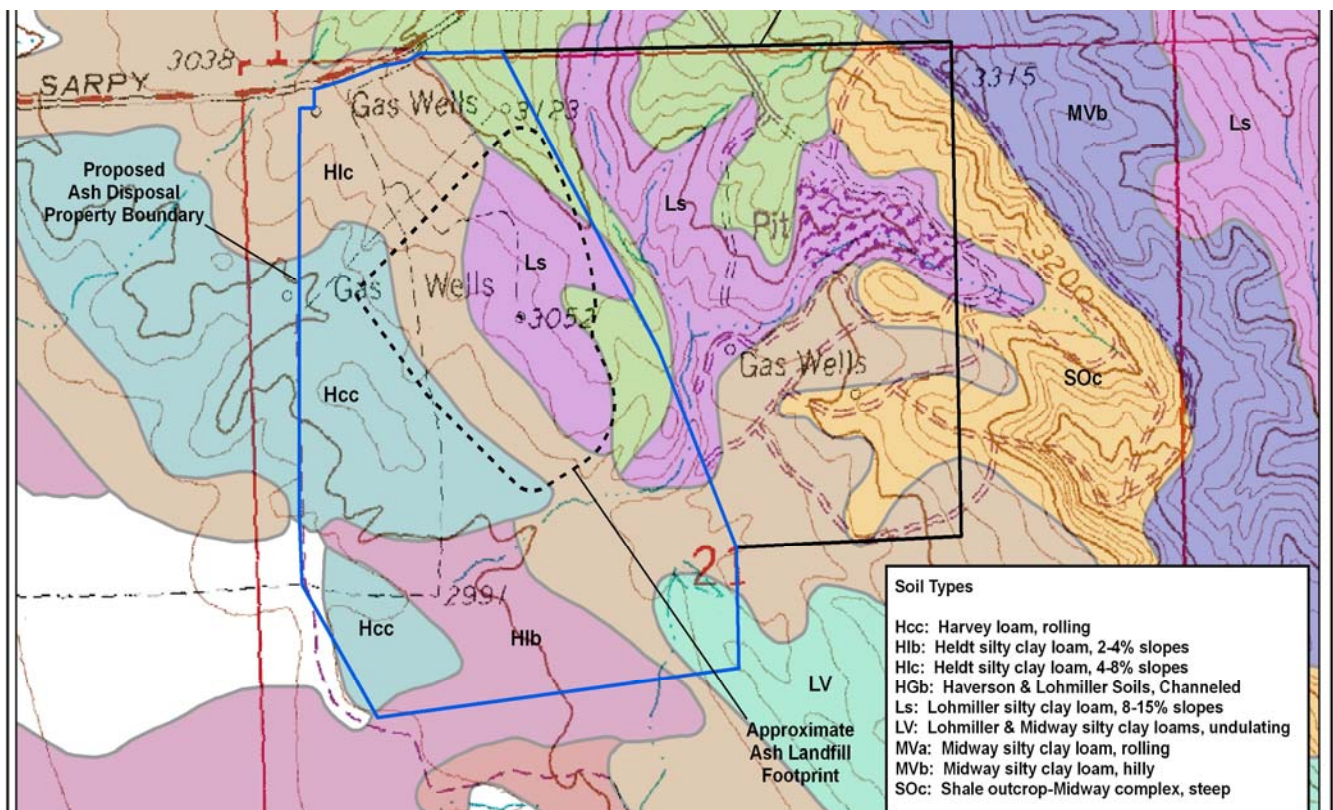 3038
SARPY
Gas Wells
3123
3315
MVb
Ls
Proposed
Ash Disposal
Property Boundary
Hlc
Ls
Pit
Ls
Gas Wells
3052
3200
Gas Wells
SOc
Hcc
21
2991
Hcc
Hlb
LV
Approximate
Ash Landfill
Footprint
Soil Types
Hcc: Harvey loam, rolling
Hlb: Heldt silty clay loam, 2-4% slopes
Hlc: Heldt silty clay loam, 4-8% slopes
HGb: Haverson & Lohmiller Soils, Channeled
Ls: Lohmiller silty clay loam, 8-15% slopes
LV: Lohmiller & Midway silty clay loams, undulating
MVa: Midway silty clay loam, rolling
MVb: Midway silty clay loam, hilly
SOc: Shale outcrop-Midway complex, steep